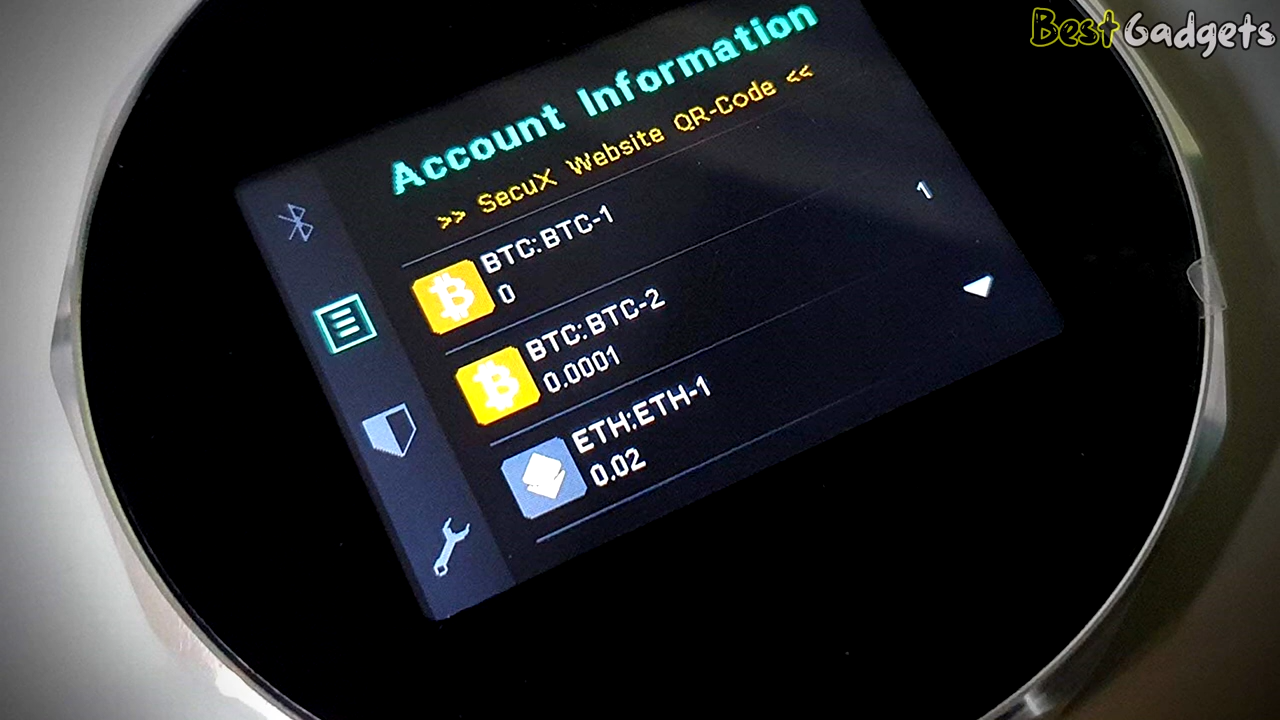 BestGadgets
Account Information
>> SecuX Website QR-Code <<
1
BTC:BTC-1
0
BTC:BTC-2
0.0001
ETH:ETH-1
0.02